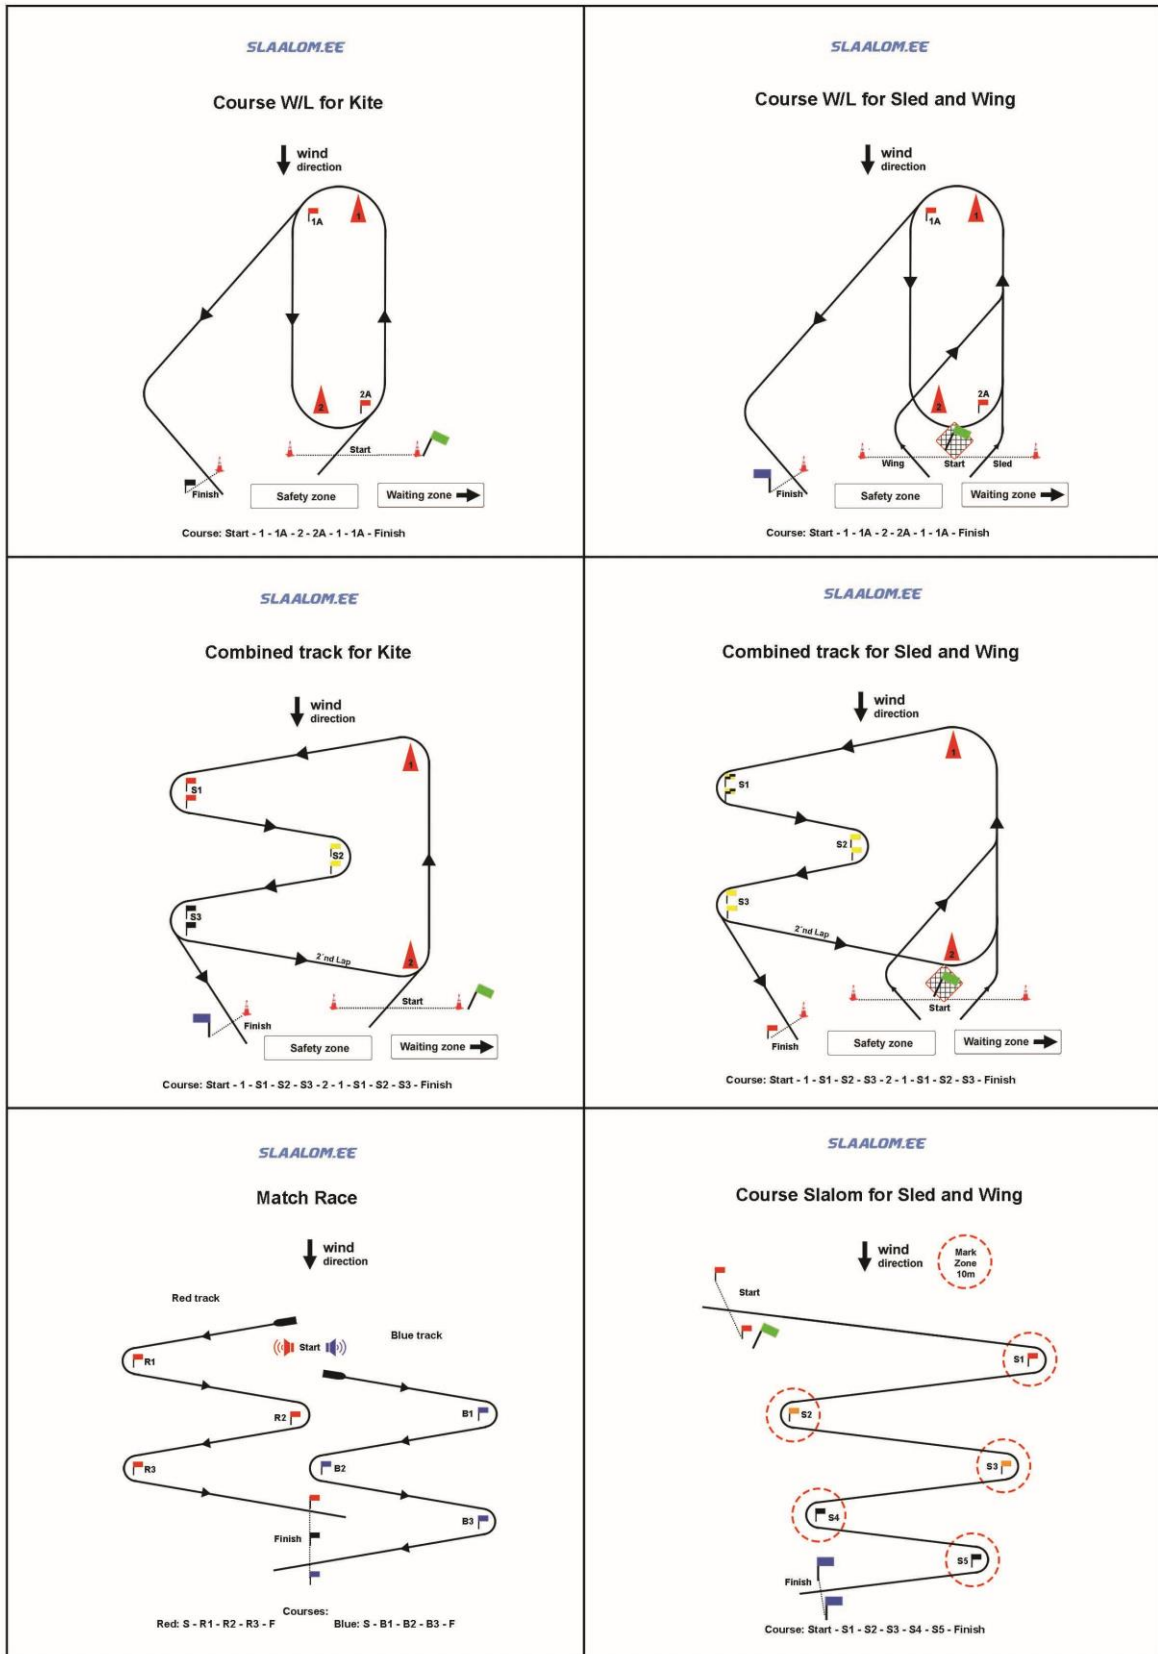 SLAALOM.EE
Course W/L for Kite
wind
direction
1
1A
2A
2
Start
Finish
Safety zone
Waiting zone
Course: Start - 1 - 1A - 2 - 2A - 1 - 1A - Finish
SLAALOM.EE
Course W/L for Sled and Wing
wind
direction
1
1A
2A
2
Wing
Start
Sled
Finish
Safety zone
Waiting zone
Course: Start - 1 - 1A - 2 - 2A - 1 - 1A - Finish
SLAALOM.EE
Combined track for Kite
wind
direction
1
S1
S2
S3
2´nd Lap
2
Start
Finish
Safety zone
Waiting zone
Course: Start - 1 - S1 - S2 - S3 - 2 - 1 - S1 - S2 - S3 - Finish
SLAALOM.EE
Combined track for Sled and Wing
wind
direction
1
S1
S2
S3
2´nd Lap
2
Start
Finish
Safety zone
Waiting zone
Course: Start - 1 - S1 - S2 - S3 - 2 - 1 - S1 - S2 - S3 - Finish
SLAALOM.EE
Match Race
wind
direction
Red track
Blue track
Start
R1
R2
B1
R3
B2
B3
Finish
Courses:
Red: S - R1 - R2 - R3 - F
Blue: S - B1 - B2 - B3 - F
SLAALOM.EE
Course Slalom for Sled and Wing
wind
direction
Mark
Zone
10m
Start
S1
S2
S3
S4
S5
Finish
Course: Start - S1 - S2 - S3 - S4 - S5 - Finish